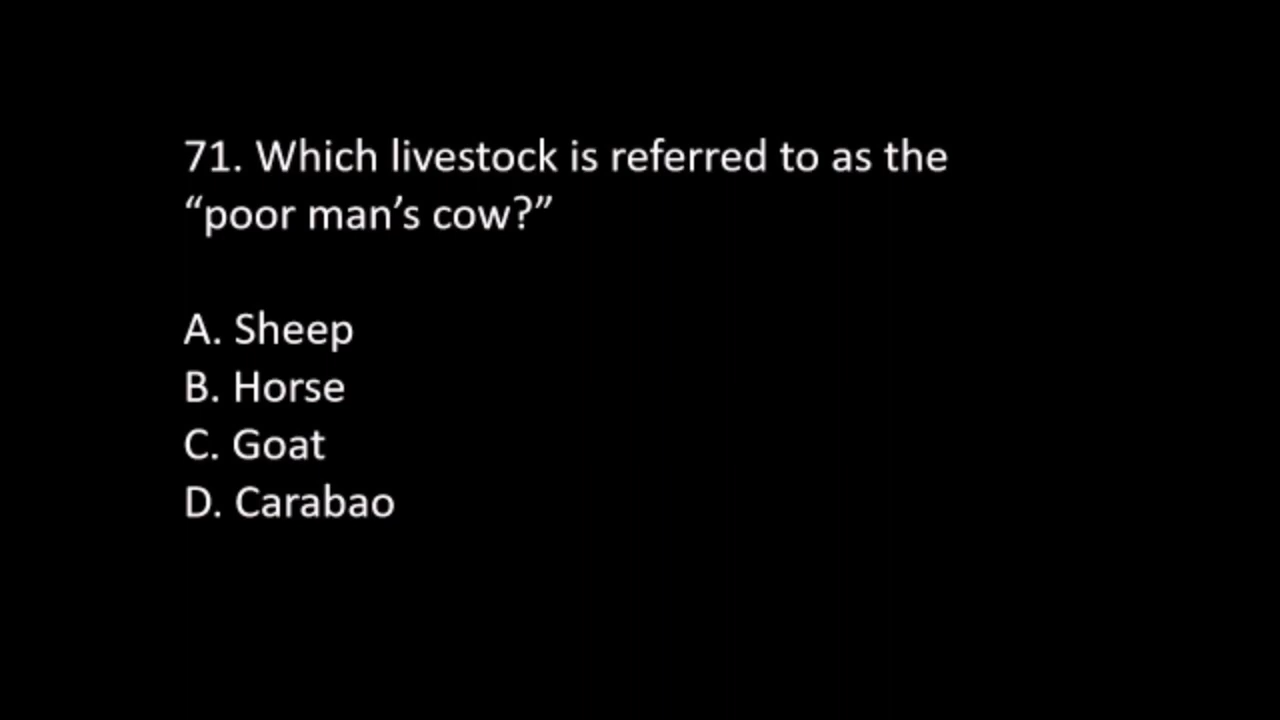 71. Which livestock is referred to as the
“poor man’s cow?”
A. Sheep
B. Horse
C. Goat
D. Carabao